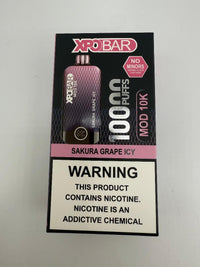 XPOBAR
NO
MINORS
10000 PUFFS
MOD 10K
XPOBAR
SAKURA GRAPE ICY
WARNING
THIS PRODUCT
CONTAINS NICOTINE.
NICOTINE IS AN
ADDICTIVE CHEMICAL